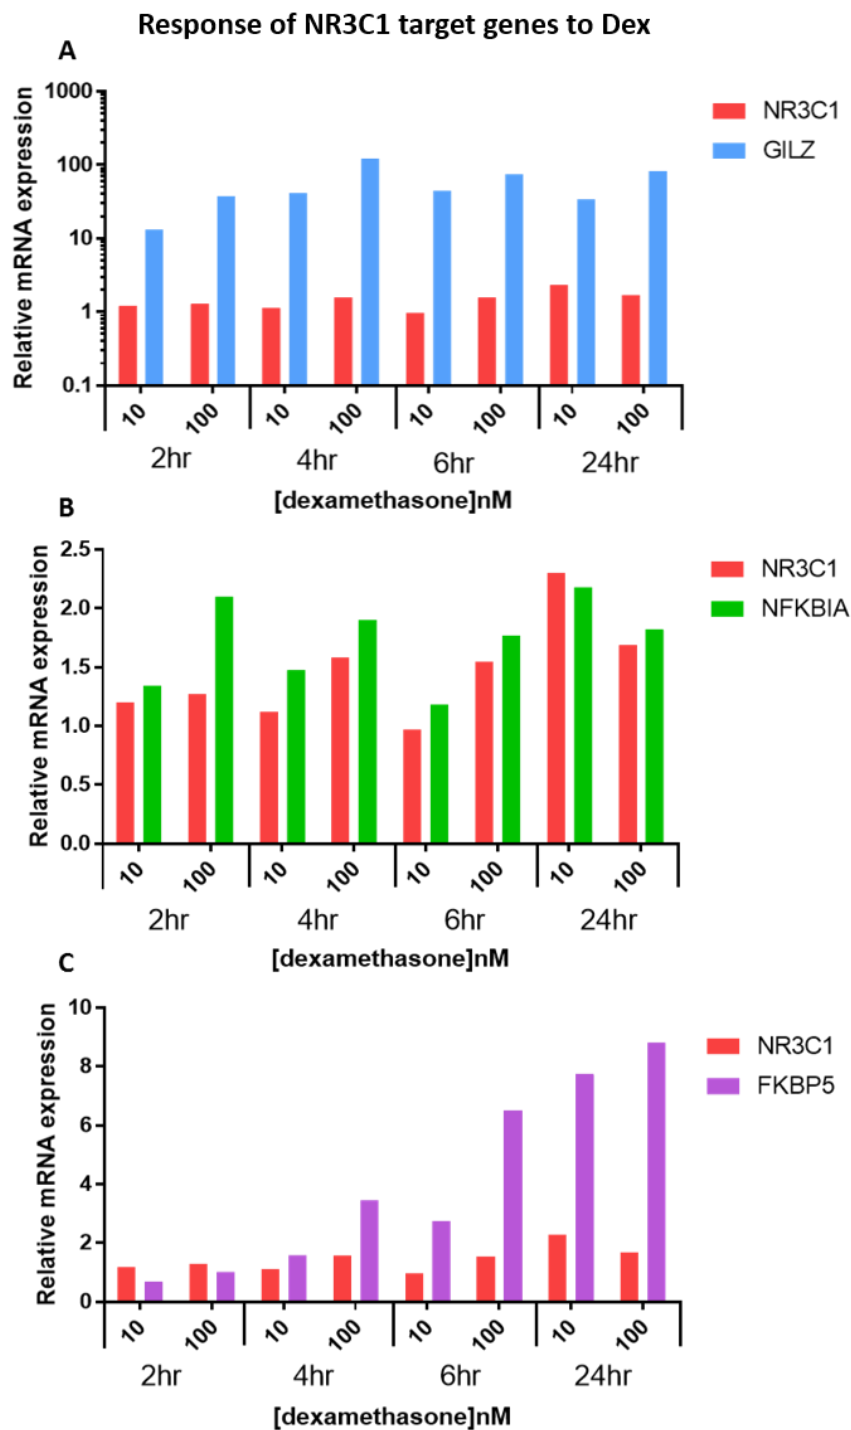 Response of NR3C1 target genes to Dex
A
Relative mRNA expression
1000
100
10
1
0.1
NR3C1
GILZ
10 100 10 100 10 100 10 100
2hr 4hr 6hr 24hr
[dexamethasone]nM
B
Relative mRNA expression
2.5
2.0
1.5
1.0
0.5
0.0
NR3C1
NFKBIA
10 100 10 100 10 100 10 100
2hr 4hr 6hr 24hr
[dexamethasone]nM
C
Relative mRNA expression
10
8
6
4
2
0
NR3C1
FKBP5
10 100 10 100 10 100 10 100
2hr 4hr 6hr 24hr
[dexamethasone]nM